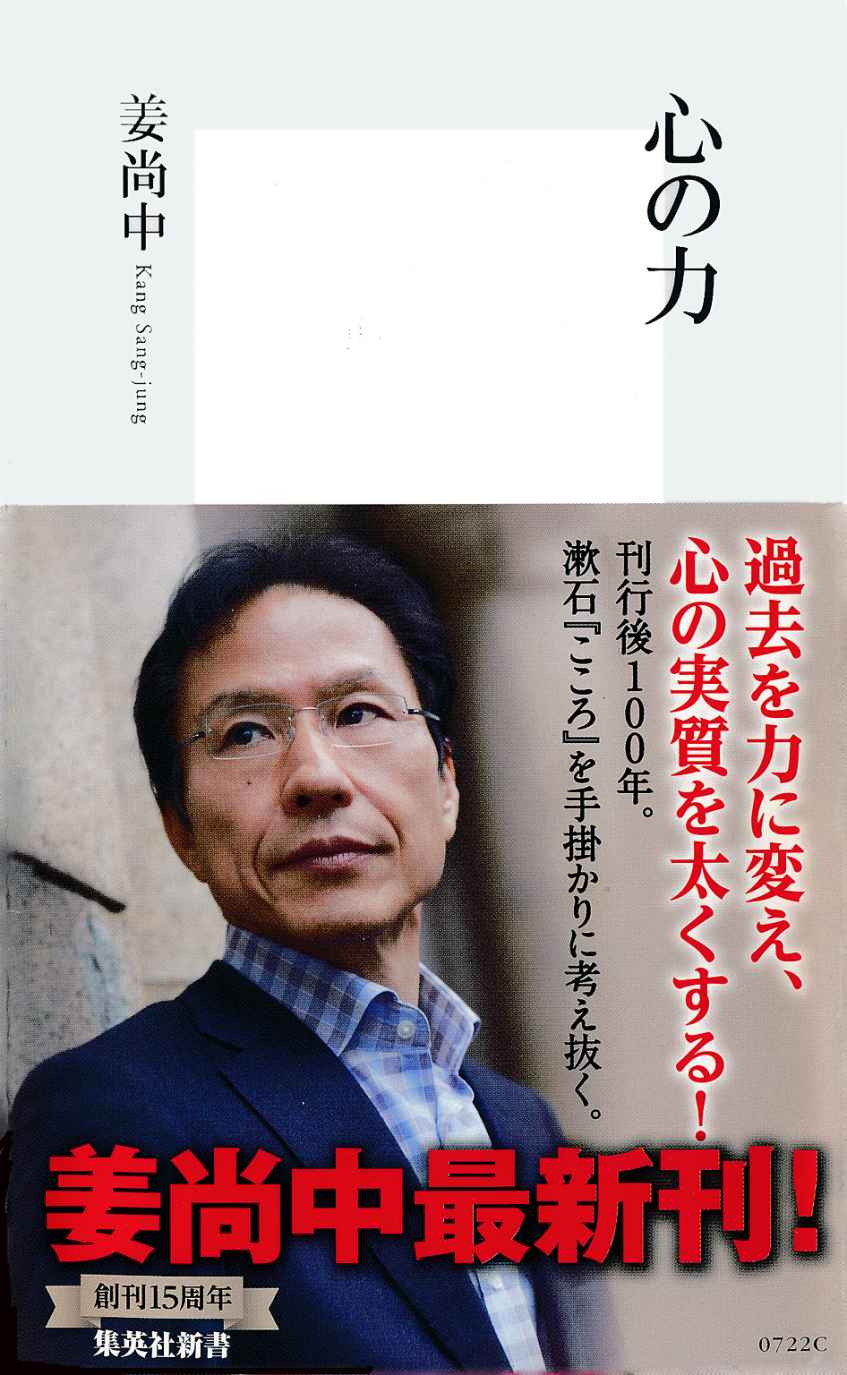 心の力
姜尚中
Kang Sang-jung
過去を力に変え、
心の実質を太くする!
刊行後100年。
漱石『こころ』を手掛かりに考え抜く。
姜尚中最新刊!
創刊15周年
集英社新書
0722C